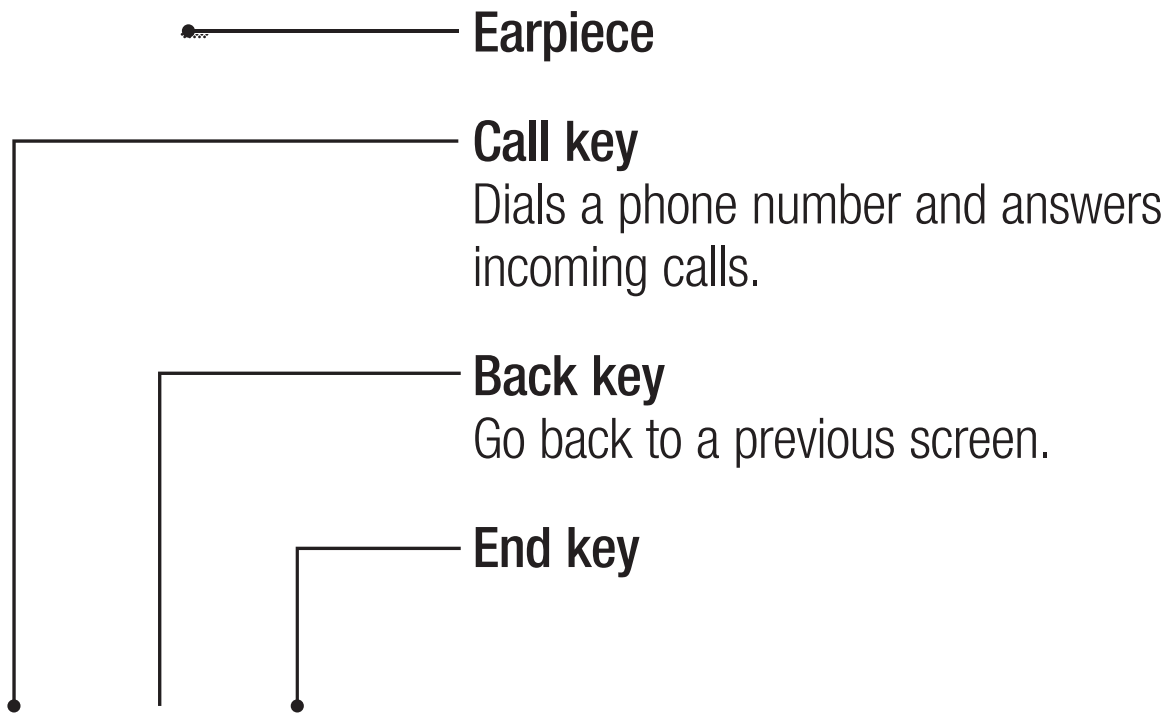 Earpiece
Call key
Dials a phone number and answers
incoming calls.
Back key
Go back to a previous screen.
End key